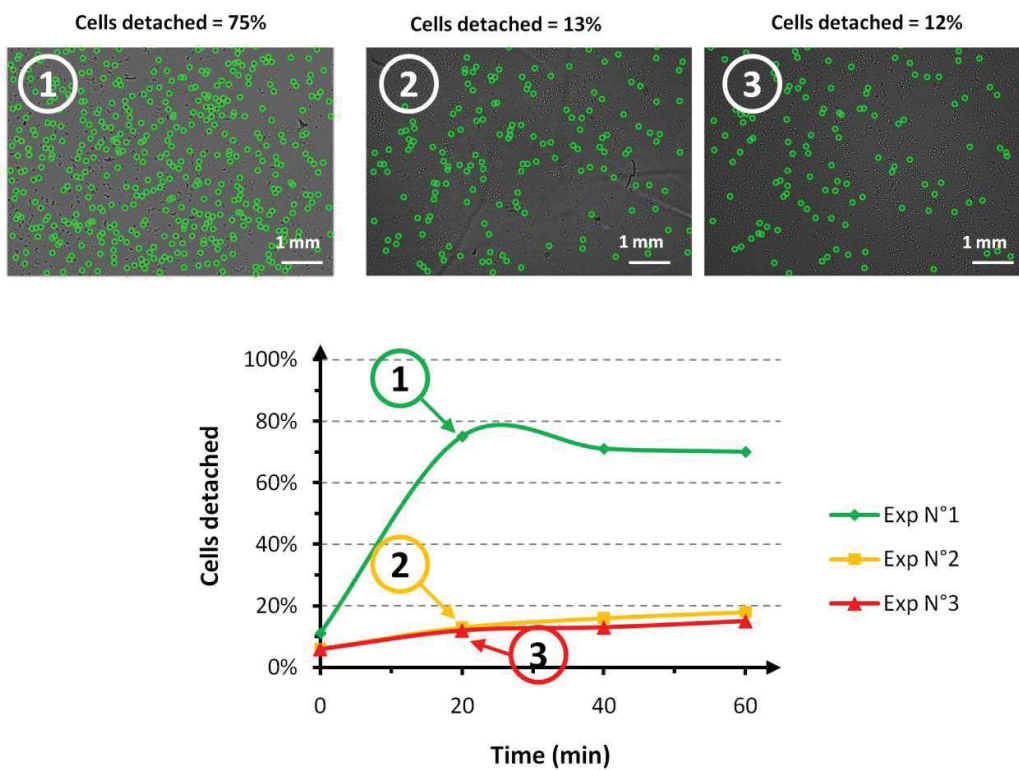 Cells detached = 75%
Cells detached = 13%
Cells detached = 12%
1
2
3
1 mm
1 mm
1 mm
100%
80%
60%
40%
20%
0%
Cells detached
1
2
3
0
20
40
60
Time (min)
Exp N°1
Exp N°2
Exp N°3